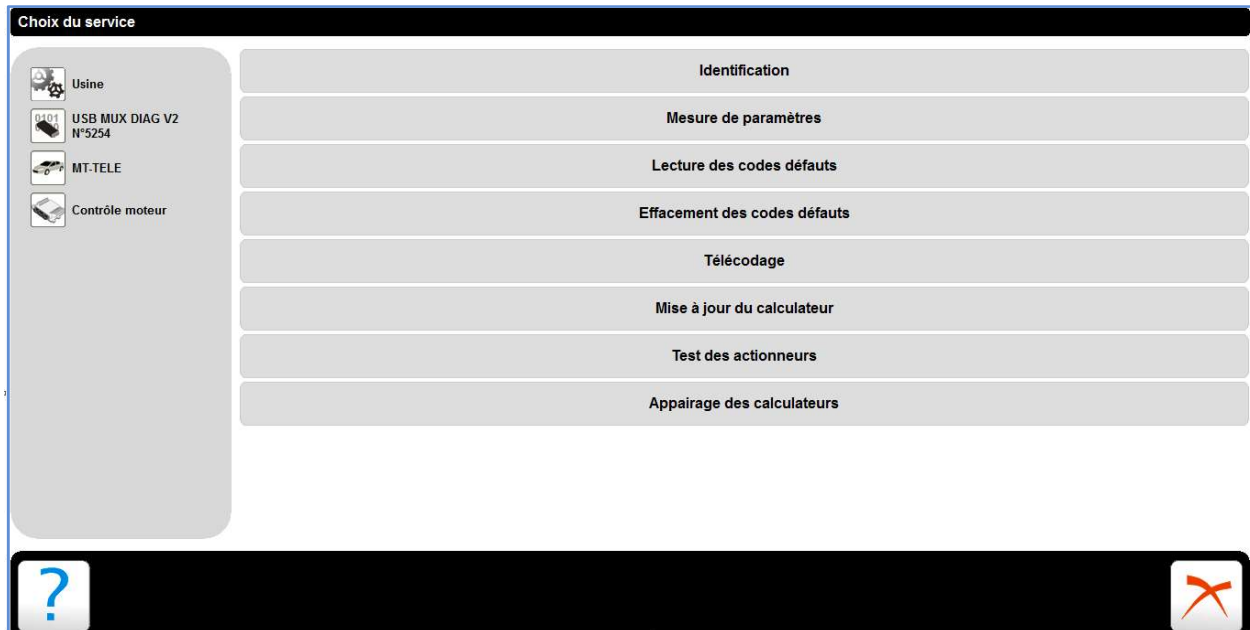 Choix du service
Usine
USB MUX DIAG V2
N°5254
MT-TELE
Contrôle moteur
Identification
Mesure de paramètres
Lecture des codes défauts
Effacement des codes défauts
Télécodage
Mise à jour du calculateur
Test des actionneurs
Appairage des calculateurs
?